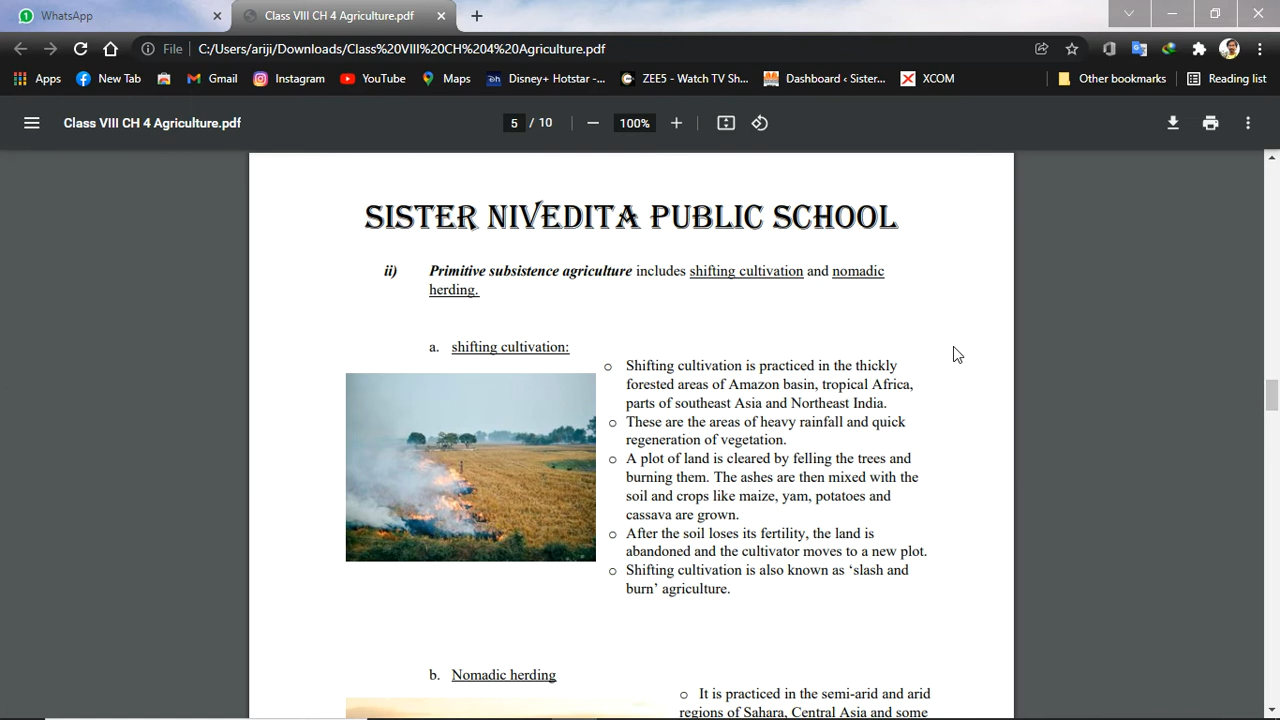 WhatsApp
Class VIII CH 4 Agriculture.pdf
File C:/Users/ariji/Downloads/Class%20VIII%20CH%204%20Agriculture.pdf
Apps New Tab Gmail Instagram YouTube Maps Disney+ Hotstar -... ZEE5 - Watch TV Sh... Dashboard ‹ Sister... XCOM Other bookmarks Reading list
Class VIII CH 4 Agriculture.pdf 5 / 10 100%
SISTER NIVEDITA PUBLIC SCHOOL
ii) Primitive subsistence agriculture includes shifting cultivation and nomadic
herding.
a. shifting cultivation:
o Shifting cultivation is practiced in the thickly
forested areas of Amazon basin, tropical Africa,
parts of southeast Asia and Northeast India.
o These are the areas of heavy rainfall and quick
regeneration of vegetation.
o A plot of land is cleared by felling the trees and
burning them. The ashes are then mixed with the
soil and crops like maize, yam, potatoes and
cassava are grown.
o After the soil loses its fertility, the land is
abandoned and the cultivator moves to a new plot.
o Shifting cultivation is also known as ‘slash and
burn’ agriculture.
b. Nomadic herding
o It is practiced in the semi-arid and arid
regions of Sahara, Central Asia and some